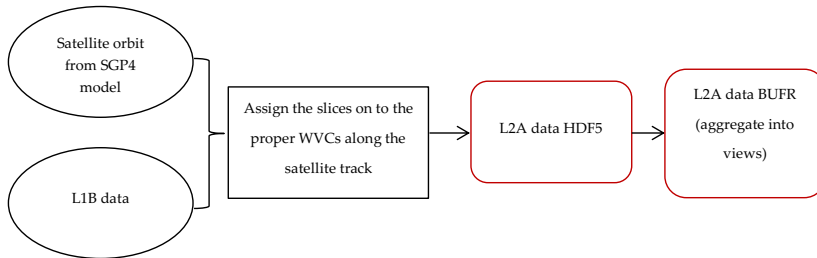 Satellite orbit
from SGP4
model
L1B data
Assign the slices on to the
proper WVCs along the
satellite track
L2A data HDF5
L2A data BUFR
(aggregate into
views)